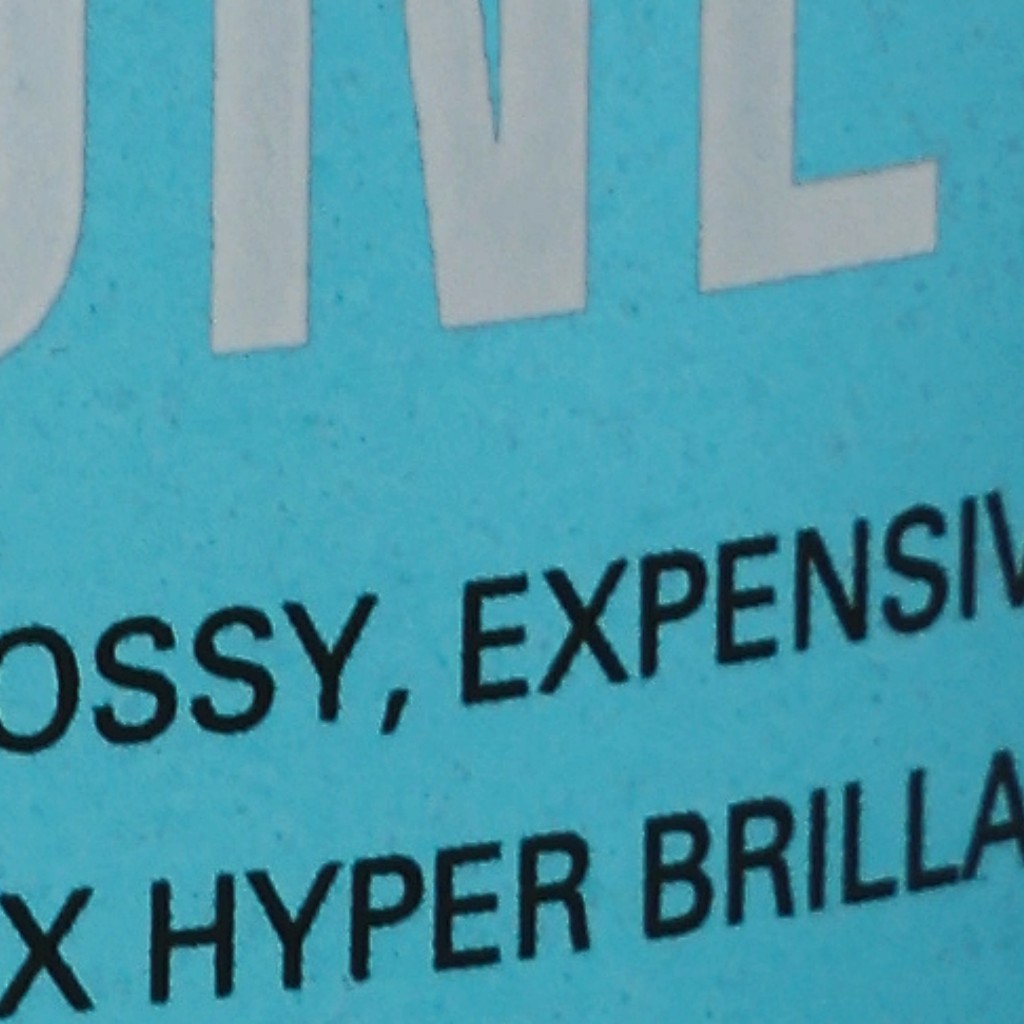 OSSY, EXPENSIV
X HYPER BRILLA